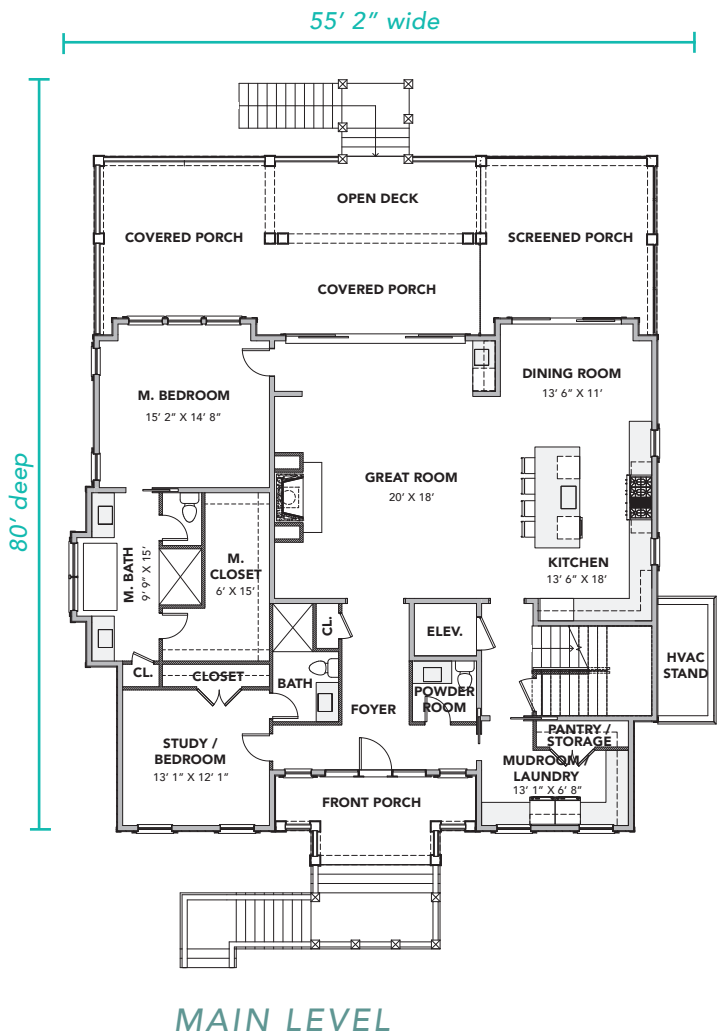 55' 2" wide
80' deep
OPEN DECK
COVERED PORCH
SCREENED PORCH
COVERED PORCH
M. BEDROOM
15' 2" X 14' 8"
DINING ROOM
13' 6" X 11'
GREAT ROOM
20' X 18'
M. BATH
9' 9" X 15'
M.
CLOSET
6' X 15'
KITCHEN
13' 6" X 18'
CL.
ELEV.
HVAC
STAND
CL.
CLOSET
BATH
POWDER
ROOM
FOYER
PANTRY /
STORAGE
STUDY /
BEDROOM
13' 1" X 12' 1"
MUDROOM
LAUNDRY
13' 1" X 6' 8"
FRONT PORCH
MAIN LEVEL